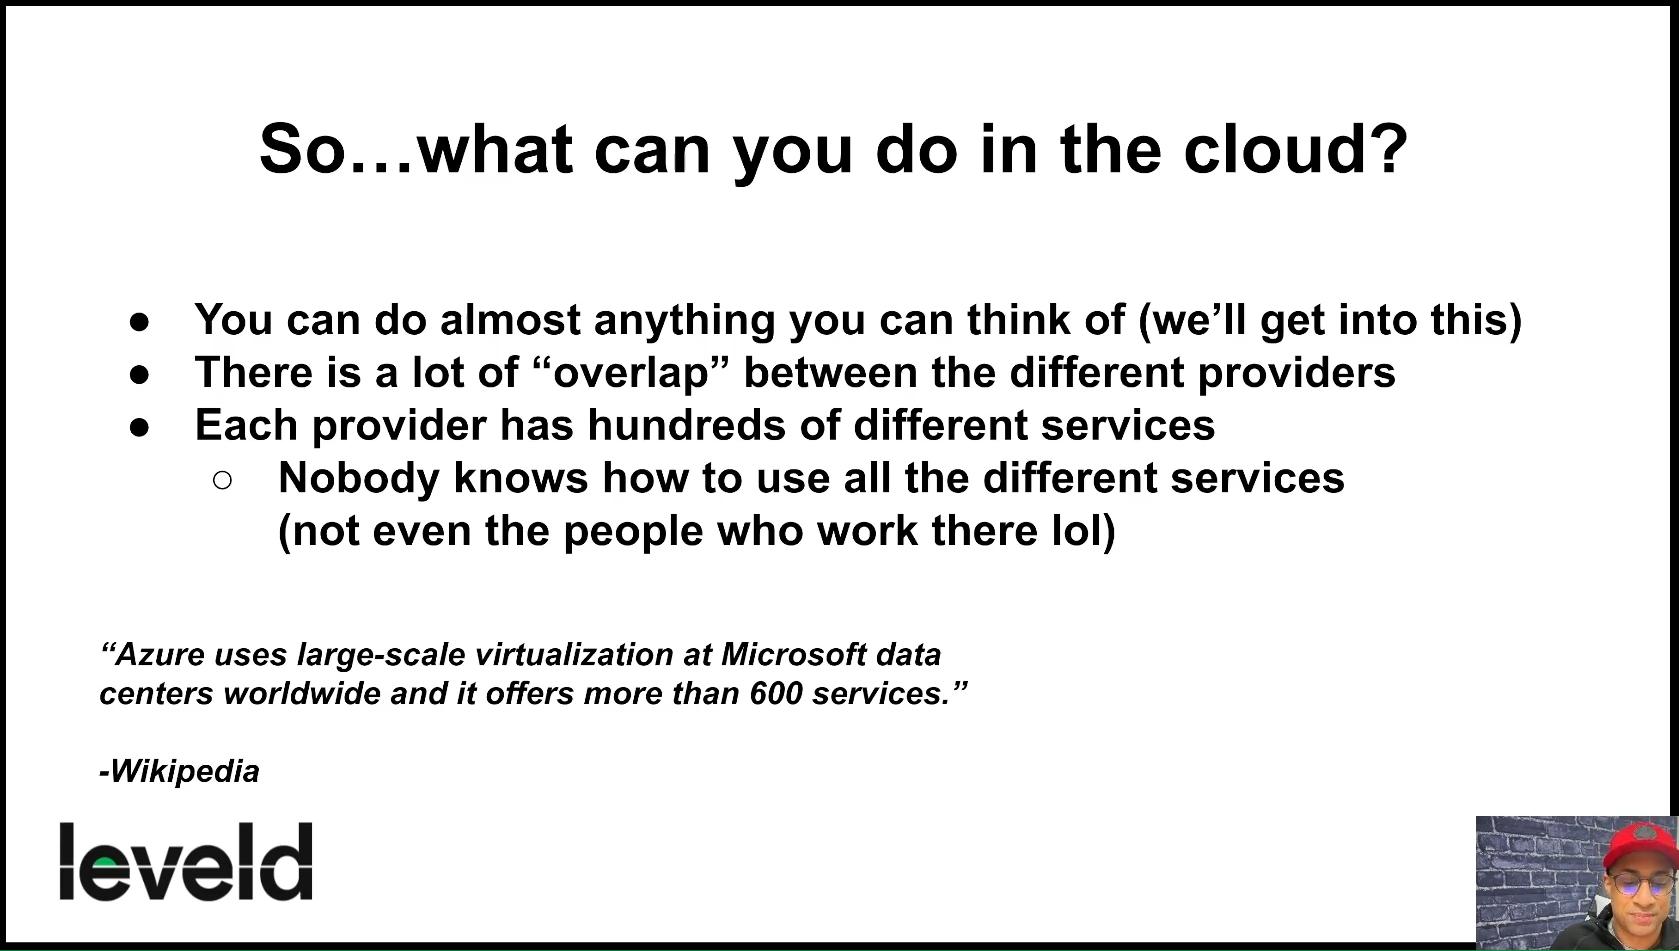 So…what can you do in the cloud?
● You can do almost anything you can think of (we’ll get into this)
● There is a lot of “overlap” between the different providers
● Each provider has hundreds of different services
○ Nobody knows how to use all the different services
(not even the people who work there lol)
“Azure uses large-scale virtualization at Microsoft data
centers worldwide and it offers more than 600 services.”
-Wikipedia
leveld